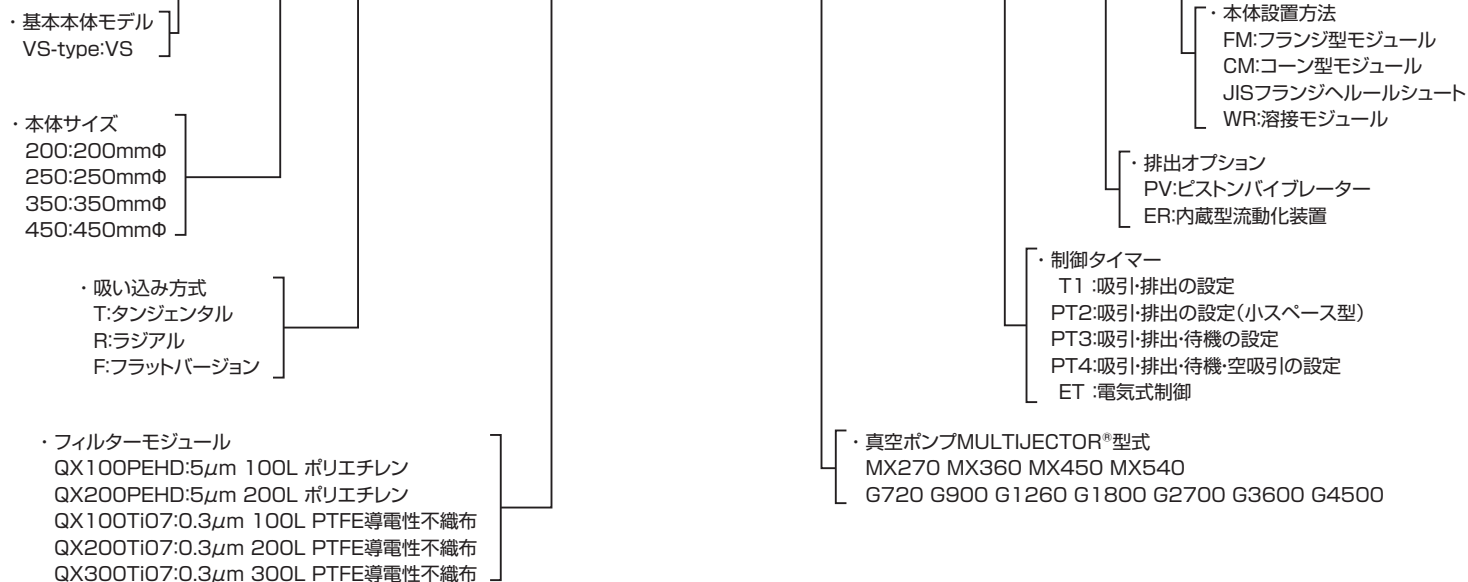 ・基本本体モデル
VS-type:VS
・本体サイズ
200:200mmΦ
250:250mmΦ
350:350mmΦ
450:450mmΦ
・吸い込み方式
T:タンジェンタル
R:ラジアル
F:フラットバージョン
・フィルターモジュール
QX100PEHD:5μm 100L ポリエチレン
QX200PEHD:5μm 200L ポリエチレン
QX100Ti07:0.3μm 100L PTFE導電性不織布
QX200Ti07:0.3μm 200L PTFE導電性不織布
QX300Ti07:0.3μm 300L PTFE導電性不織布
・本体設置方法
FM:フランジ型モジュール
CM:コーン型モジュール
JISフランジヘルールシュート
WR:溶接モジュール
・排出オプション
PV:ピストンバイブレーター
ER:内蔵型流動化装置
・制御タイマー
T1 :吸引・排出の設定
PT2:吸引・排出の設定(小スペース型)
PT3:吸引・排出・待機の設定
PT4:吸引・排出・待機・空吸引の設定
ET :電気式制御
・真空ポンプMULTIJECTOR®型式
MX270 MX360 MX450 MX540
G720 G900 G1260 G1800 G2700 G3600 G4500